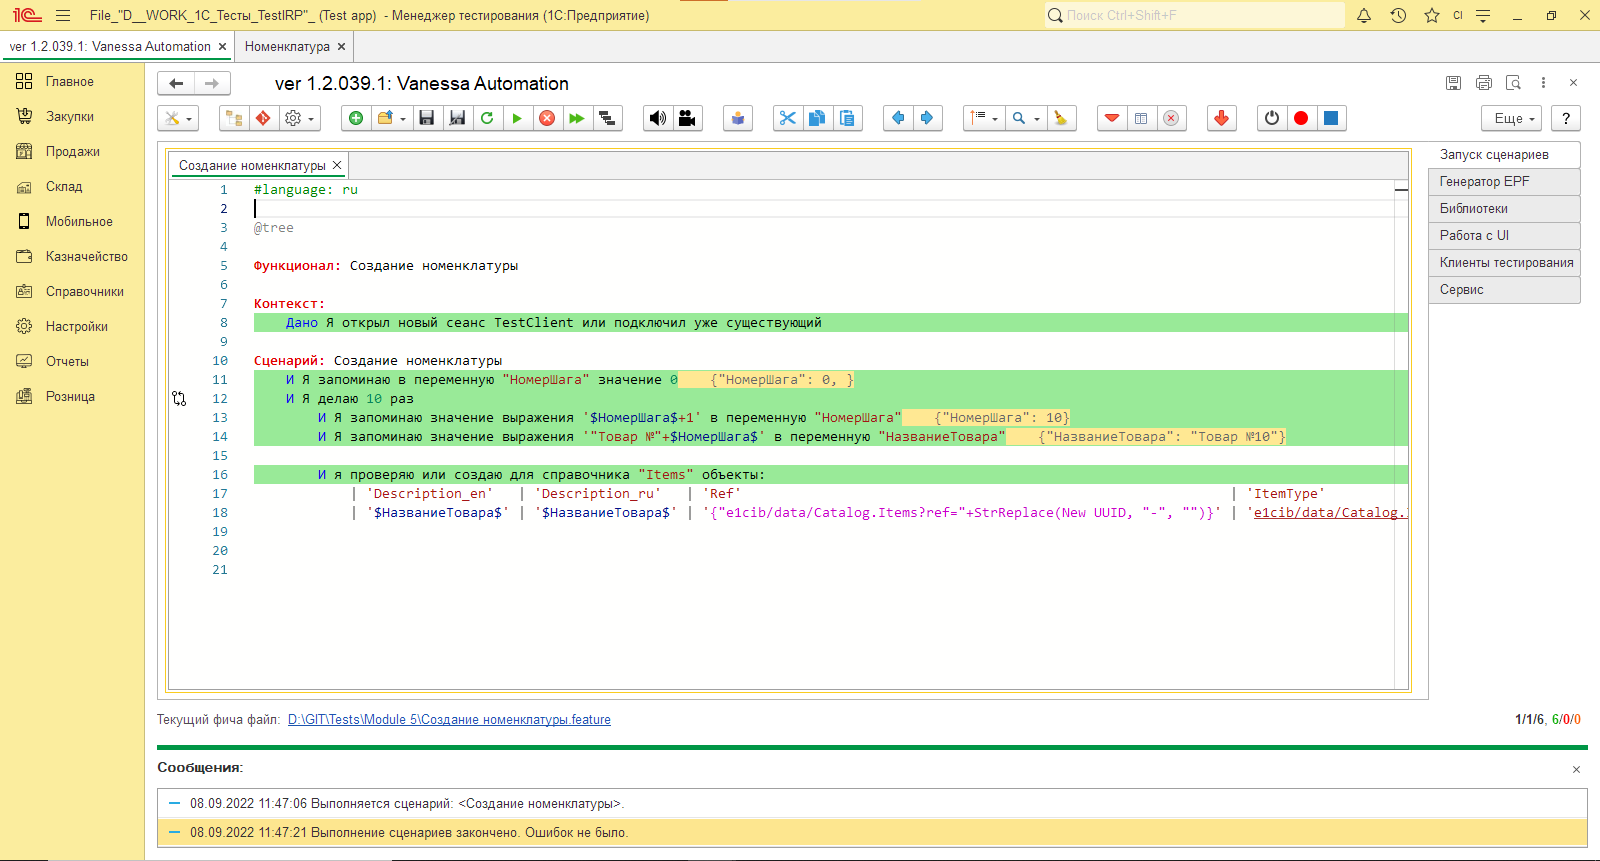 1С File_"D__WORK_1C_Тесты_TestIRP"_ (Test app) - Менеджер тестирования (1С:Предприятие) Поиск Ctrl+Shift+F CI
ver 1.2.039.1: Vanessa Automation × Номенклатура ×
Главное
Закупки
Продажи
Склад
Мобильное
Казначейство
Справочники
Настройки
Отчеты
Розница
ver 1.2.039.1: Vanessa Automation
Еще ?
Создание номенклатуры ×
1 #language: ru
2
3 @tree
4
5 Функционал: Создание номенклатуры
6
7 Контекст:
8 Дано Я открыл новый сеанс TestClient или подключил уже существующий
9
10 Сценарий: Создание номенклатуры
11 И Я запоминаю в переменную "НомерШага" значение 0 {"НомерШага": 0, }
12 И Я делаю 10 раз
13 И Я запоминаю значение выражения '$НомерШага$+1' в переменную "НомерШага" {"НомерШага": 10}
14 И Я запоминаю значение выражения '"Товар №"+$НомерШага$' в переменную "НазваниеТовара" {"НазваниеТовара": "Товар №10"}
15
16 И я проверяю или создаю для справочника "Items" объекты:
17 | 'Description_en' | 'Description_ru' | 'Ref' | 'ItemType'
18 | '$НазваниеТовара$' | '$НазваниеТовара$' | '{"e1cib/data/Catalog.Items?ref="+StrReplace(New UUID, "-", "")}' | 'e1cib/data/Catalog.
19
20
21
Запуск сценариев
Генератор EPF
Библиотеки
Работа с UI
Клиенты тестирования
Сервис
Текущий фича файл: D:\GIT\Tests\Module 5\Создание номенклатуры.feature 1/1/6, 6/0/0
Сообщения:
08.09.2022 11:47:06 Выполняется сценарий: <Создание номенклатуры>.
08.09.2022 11:47:21 Выполнение сценариев закончено. Ошибок не было.